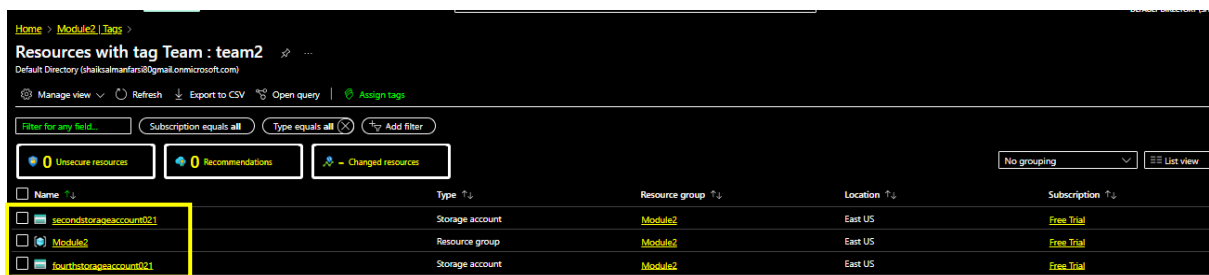 Home > Module2 | Tags >
Resources with tag Team : team2 ...
Default Directory (shaiksalmanfarsi80gmail.onmicrosoft.com)
Manage view Refresh Export to CSV Open query | Assign tags
Filter for any field... Subscription equals all Type equals all Add filter
0 Unsecure resources 0 Recommendations - Changed resources
No grouping List view
Name Type Resource group Location Subscription
secondstorageaccount021 Storage account Module2 East US Free Trial
Module2 Resource group Module2 East US Free Trial
fourthstorageaccount021 Storage account Module2 East US Free Trial